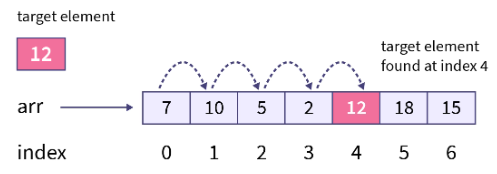 target element
12
target element
found at index 4
arr 7 10 5 2 12 18 15
index 0 1 2 3 4 5 6